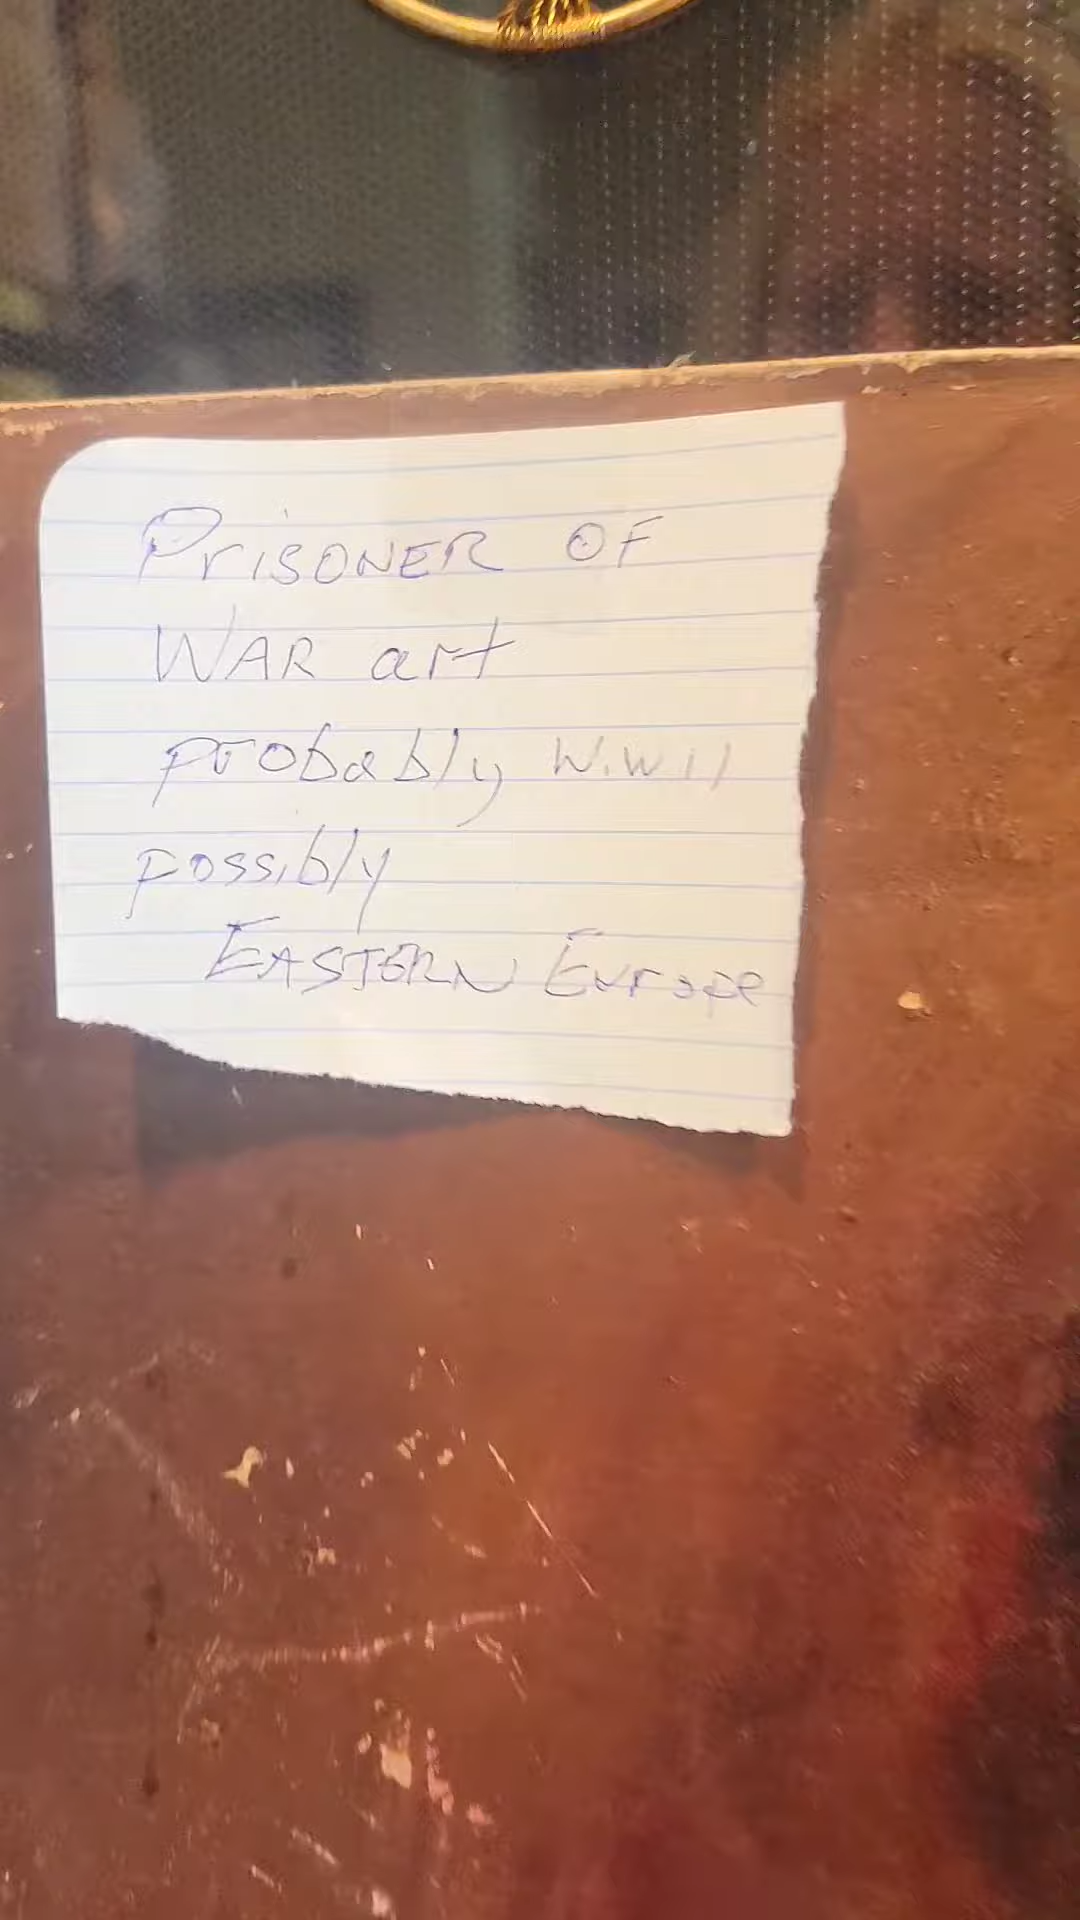 PrisONER OF
WAR art
probably W.W II
possibly
EASTERN Europe